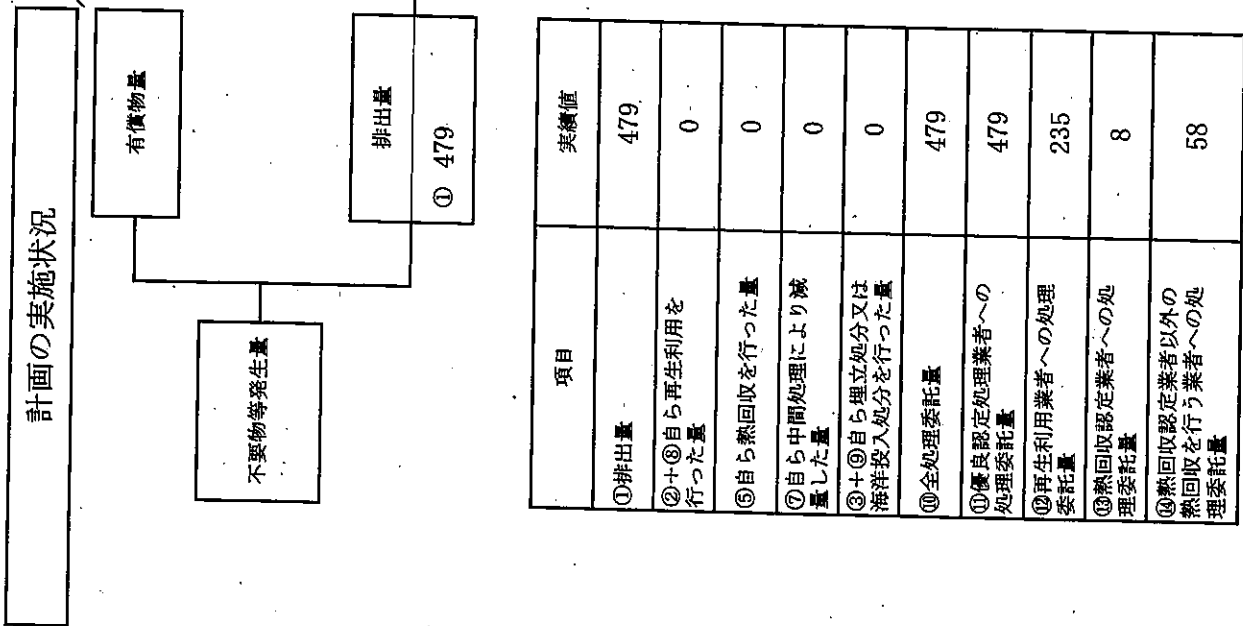 計画の実施状況
不要物等発生量
有償物量
排出量
① 479
項目
実績値
①排出量
479
②+⑧自ら再生利用を
行った量
0
⑤自ら熱回収を行った量
0
⑦自ら中間処理により減
量した量
0
③+⑨自ら埋立処分又は
海洋投入処分を行った量
0
⑩全処理委託量
479
⑪優良認定処理業者への
処理委託量
479
⑫再生利用業者への処理
委託量
235
⑬熱回収認定業者への処
理委託量
8
⑭熱回収認定業者以外の
熱回収を行う業者への処
理委託量
58